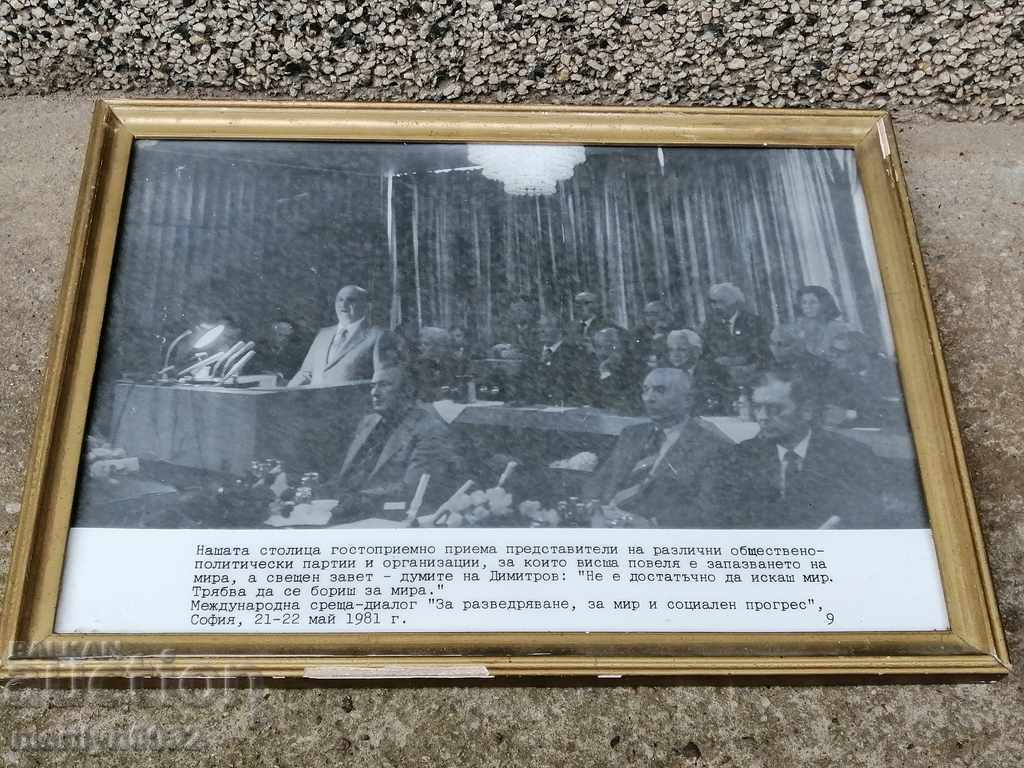 Нашата столица гостоприемно приема представители на различни обществено-
политически партии и организации, за които висша повеля е запазването на
мира, а свещен завет - думите на Димитров: "Не е достатъчно да искаш мир.
Трябва да се бориш за мира."
Международна среща-диалог "За разведряване, за мир и социален прогрес",
София, 21-22 май 1981 г. 9
BALKAN
auction